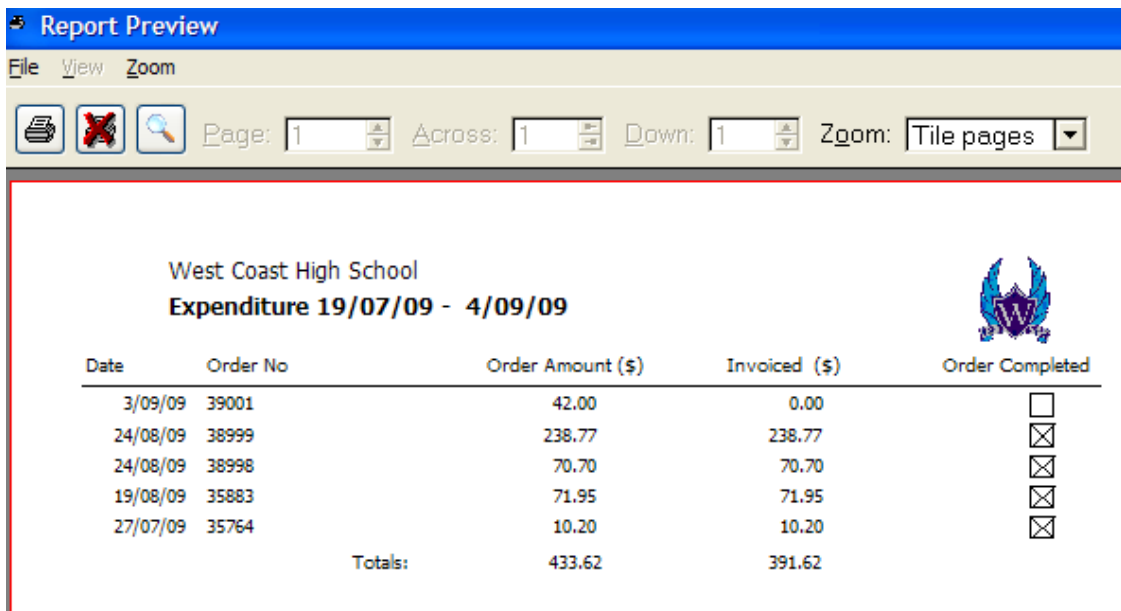 Report Preview
File View Zoom
Page: 1 Across: 1 Down: 1 Zoom: Tile pages
West Coast High School
Expenditure 19/07/09 - 4/09/09
W
Date Order No Order Amount ($) Invoiced ($) Order Completed
3/09/09 39001 42.00 0.00
24/08/09 38999 238.77 238.77
24/08/09 38998 70.70 70.70
19/08/09 35883 71.95 71.95
27/07/09 35764 10.20 10.20
Totals: 433.62 391.62